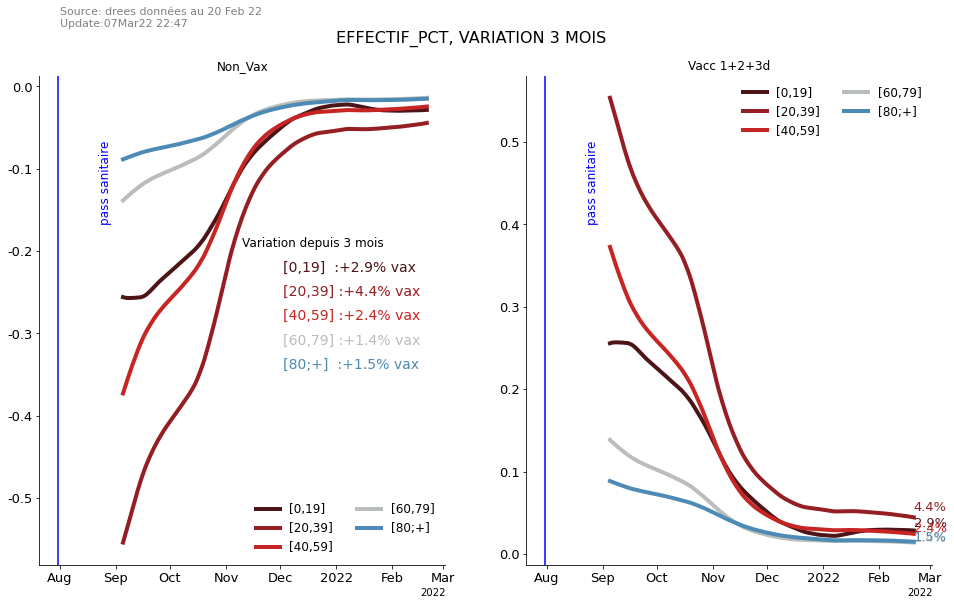 Source: drees données au 20 Feb 22
Update:07Mar22 22:47
EFFECTIF_PCT, VARIATION 3 MOIS
Non_Vax
0.0
-0.1
-0.2
-0.3
-0.4
-0.5
pass sanitaire
Variation depuis 3 mois
[0,19] :+2.9% vax
[20,39] :+4.4% vax
[40,59] :+2.4% vax
[60,79] :+1.4% vax
[80;+] :+1.5% vax
[0,19]
[20,39]
[40,59]
[60,79]
[80;+]
Aug Sep Oct Nov Dec 2022 Feb Mar
2022
Vacc 1+2+3d
[0,19]
[20,39]
[40,59]
[60,79]
[80;+]
0.5
0.4
0.3
0.2
0.1
0.0
pass sanitaire
4.4%
2.9%
2.4%
1.5%
Aug Sep Oct Nov Dec 2022 Feb Mar
2022